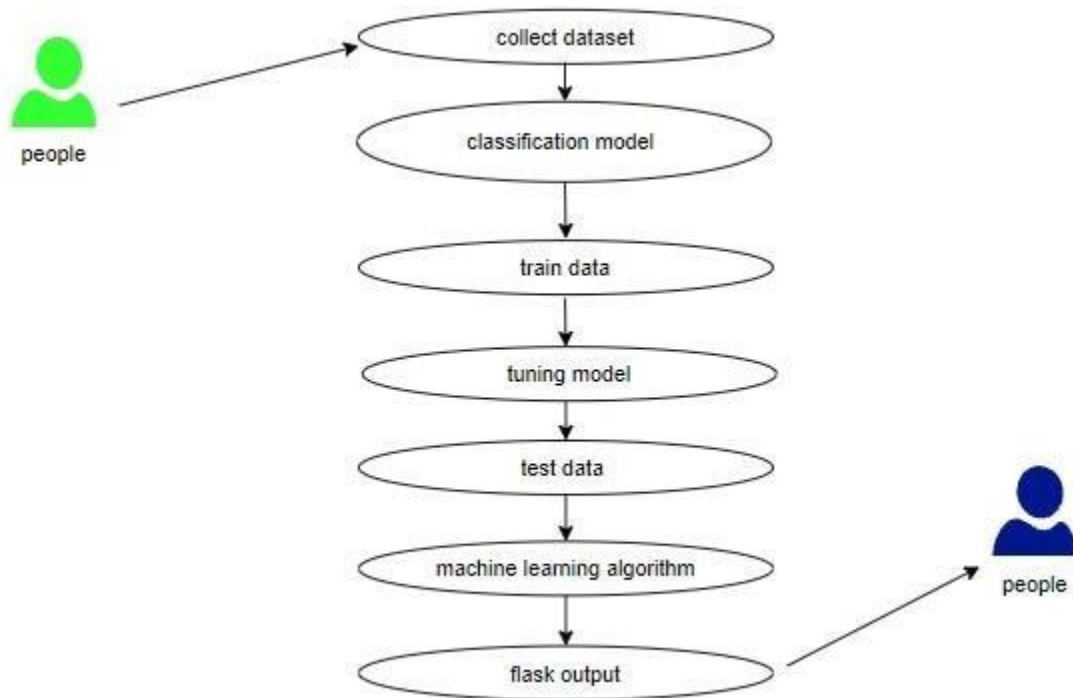 collect dataset
people
classification model
train data
tuning model
test data
machine learning algorithm
people
flask output